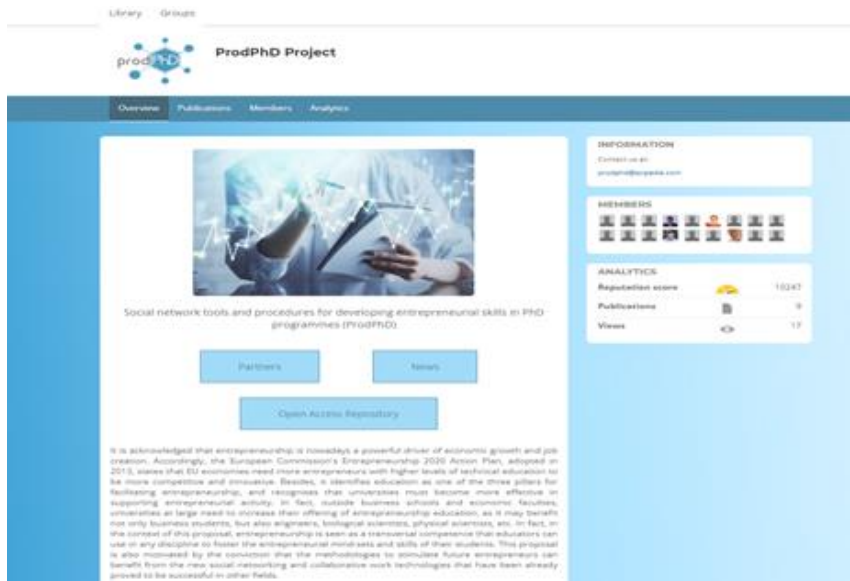 Library Groups
prodPhD
ProdPhD Project
Overview Publications Members Analytics
Social network tools and procedures for developing entrepreneurial skills in PhD
programmes (ProdPhD)
Partners News
Open Access Repository
It is acknowledged that entrepreneurship is nowadays a powerful driver of economic growth and job
creation. Accordingly, the European Commission's Entrepreneurship 2020 Action Plan, adopted in
2013, states that EU economies need more entrepreneurs with higher levels of technical education to
be more competitive and innovative. Besides, it identifies education as one of the three pillars for
facilitating entrepreneurship, and recognises that universities must become more effective in
supporting entrepreneurial activity. In fact, outside business schools and economic faculties,
universities at large need to increase their offering of entrepreneurship education, as it may benefit
not only business students, but also engineers, biological scientists, physical scientists, etc. In fact, in
the context of this proposal, entrepreneurship is seen as a transversal competence that educators can
use in any discipline to foster the entrepreneurial mindsets and skills of their students. This proposal
is also motivated by the conviction that the methodologies to stimulate future entrepreneurs can
benefit from the new social networking and collaborative work technologies that have been already
proved to be successful in other fields.
INFORMATION
Contact us at:
MEMBERS
ANALYTICS
Reputation score 10247
Publications 9
Views 17